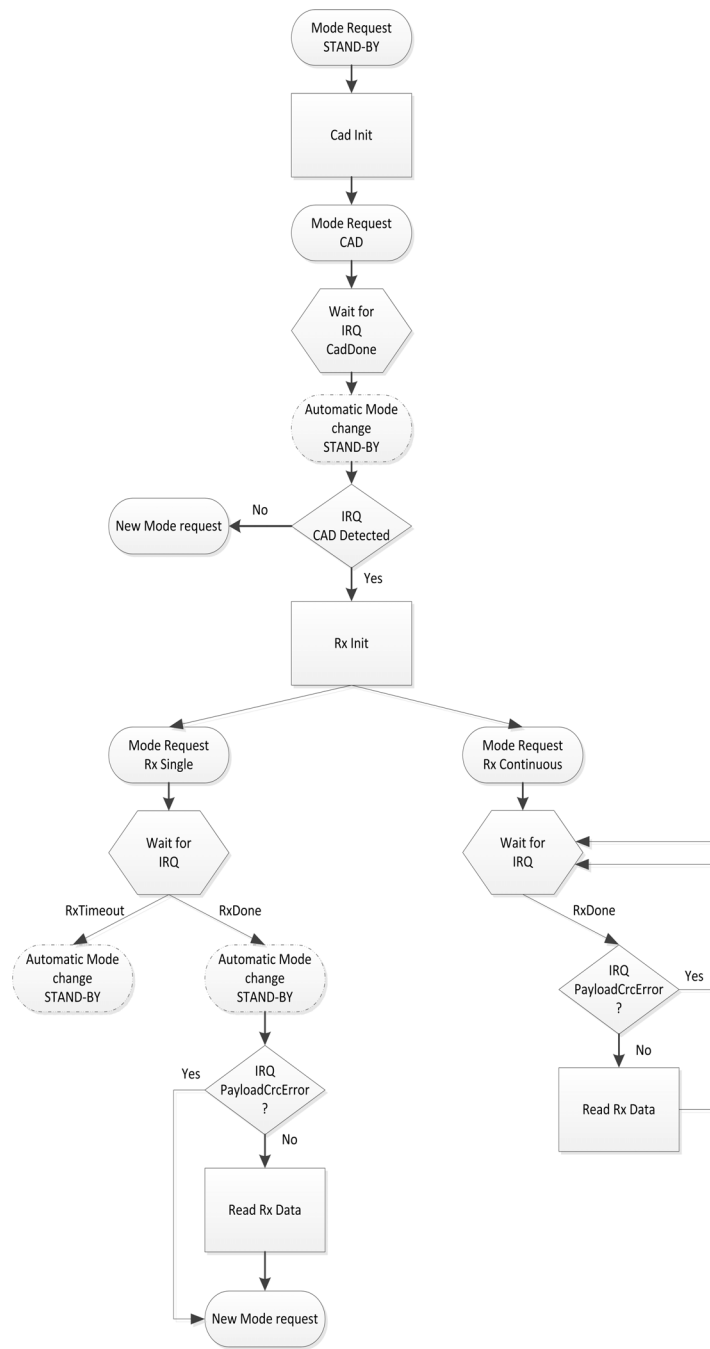 Mode Request
STAND-BY
Cad Init
Mode Request
CAD
Wait for
IRQ
CadDone
Automatic Mode
change
STAND-BY
IRQ
CAD Detected
No
New Mode request
Yes
Rx Init
Mode Request
Rx Single
Mode Request
Rx Continuous
Wait for
IRQ
Wait for
IRQ
RxTimeout
RxDone
RxDone
Automatic Mode
change
STAND-BY
Automatic Mode
change
STAND-BY
IRQ
PayloadCrcError
?
Yes
No
Read Rx Data
Yes
IRQ
PayloadCrcError
?
No
Read Rx Data
New Mode request